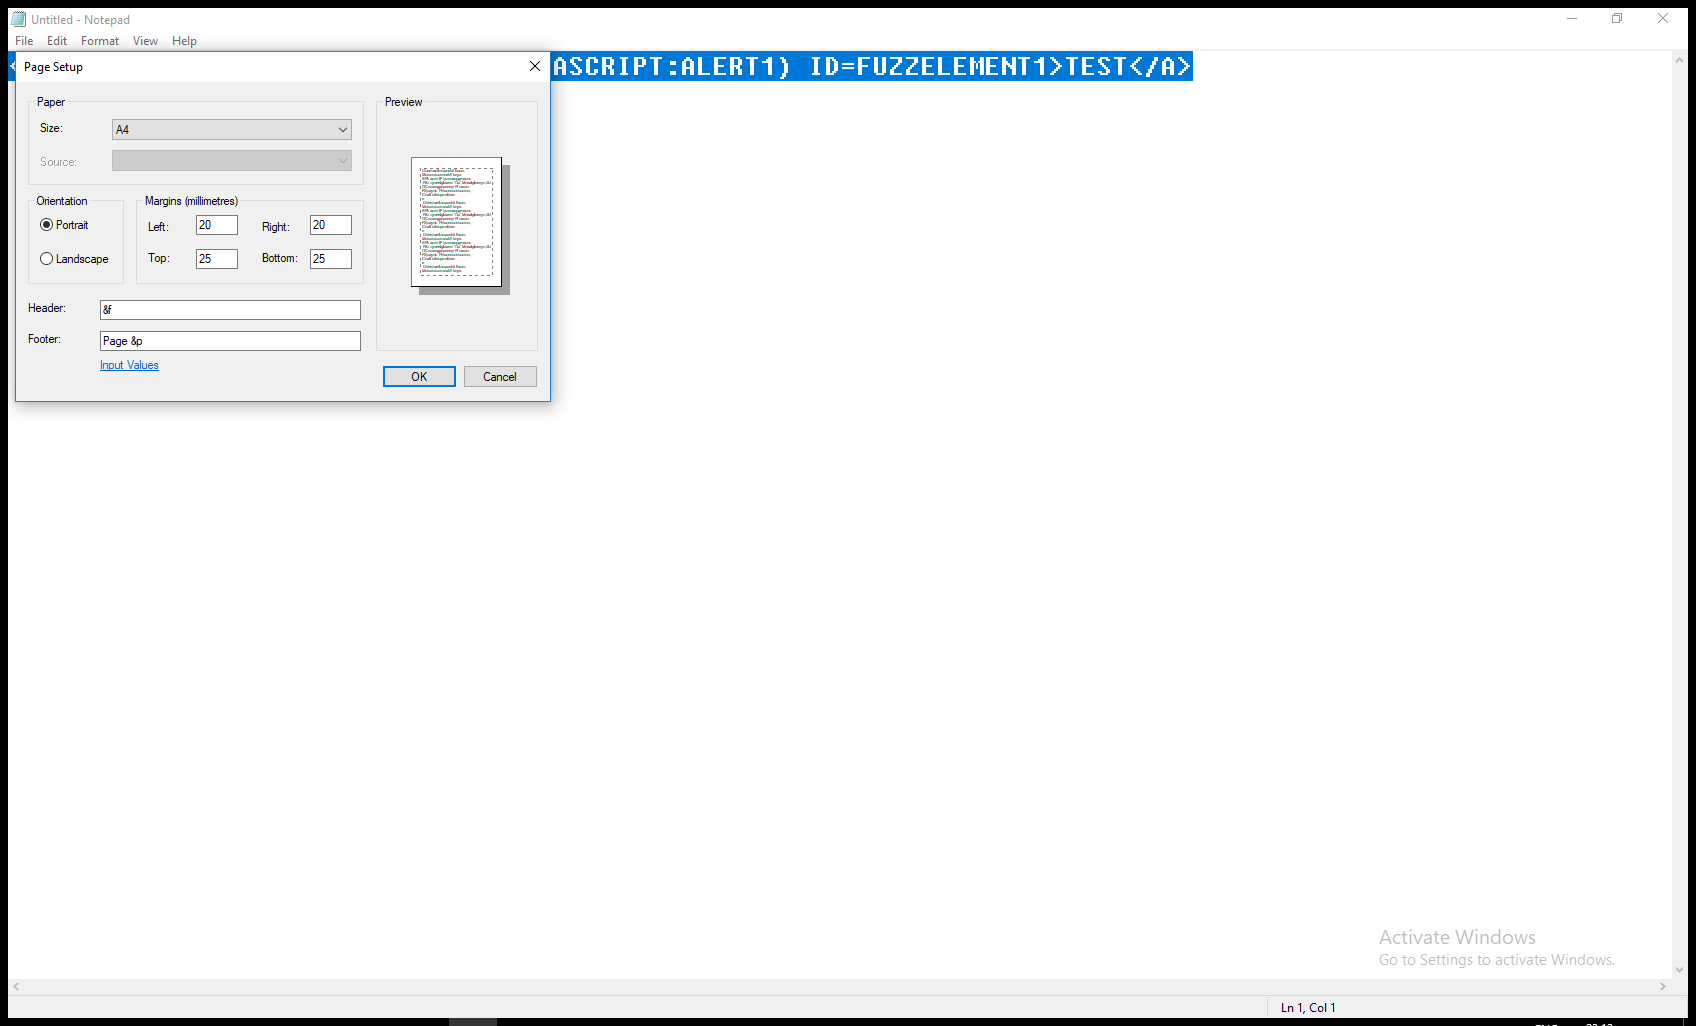 Untitled - Notepad
File Edit Format View Help
ASCRIPT:ALERT1) ID=FUZZELEMENT1>TEST</A>
Page Setup
Paper
Size: A4
Source:
Orientation
Portrait
Landscape
Margins (millimetres)
Left: 20 Right: 20
Top: 25 Bottom: 25
Header: &f
Footer: Page &p
Input Values
Preview
OK Cancel
Activate Windows
Go to Settings to activate Windows.
Ln 1, Col 1